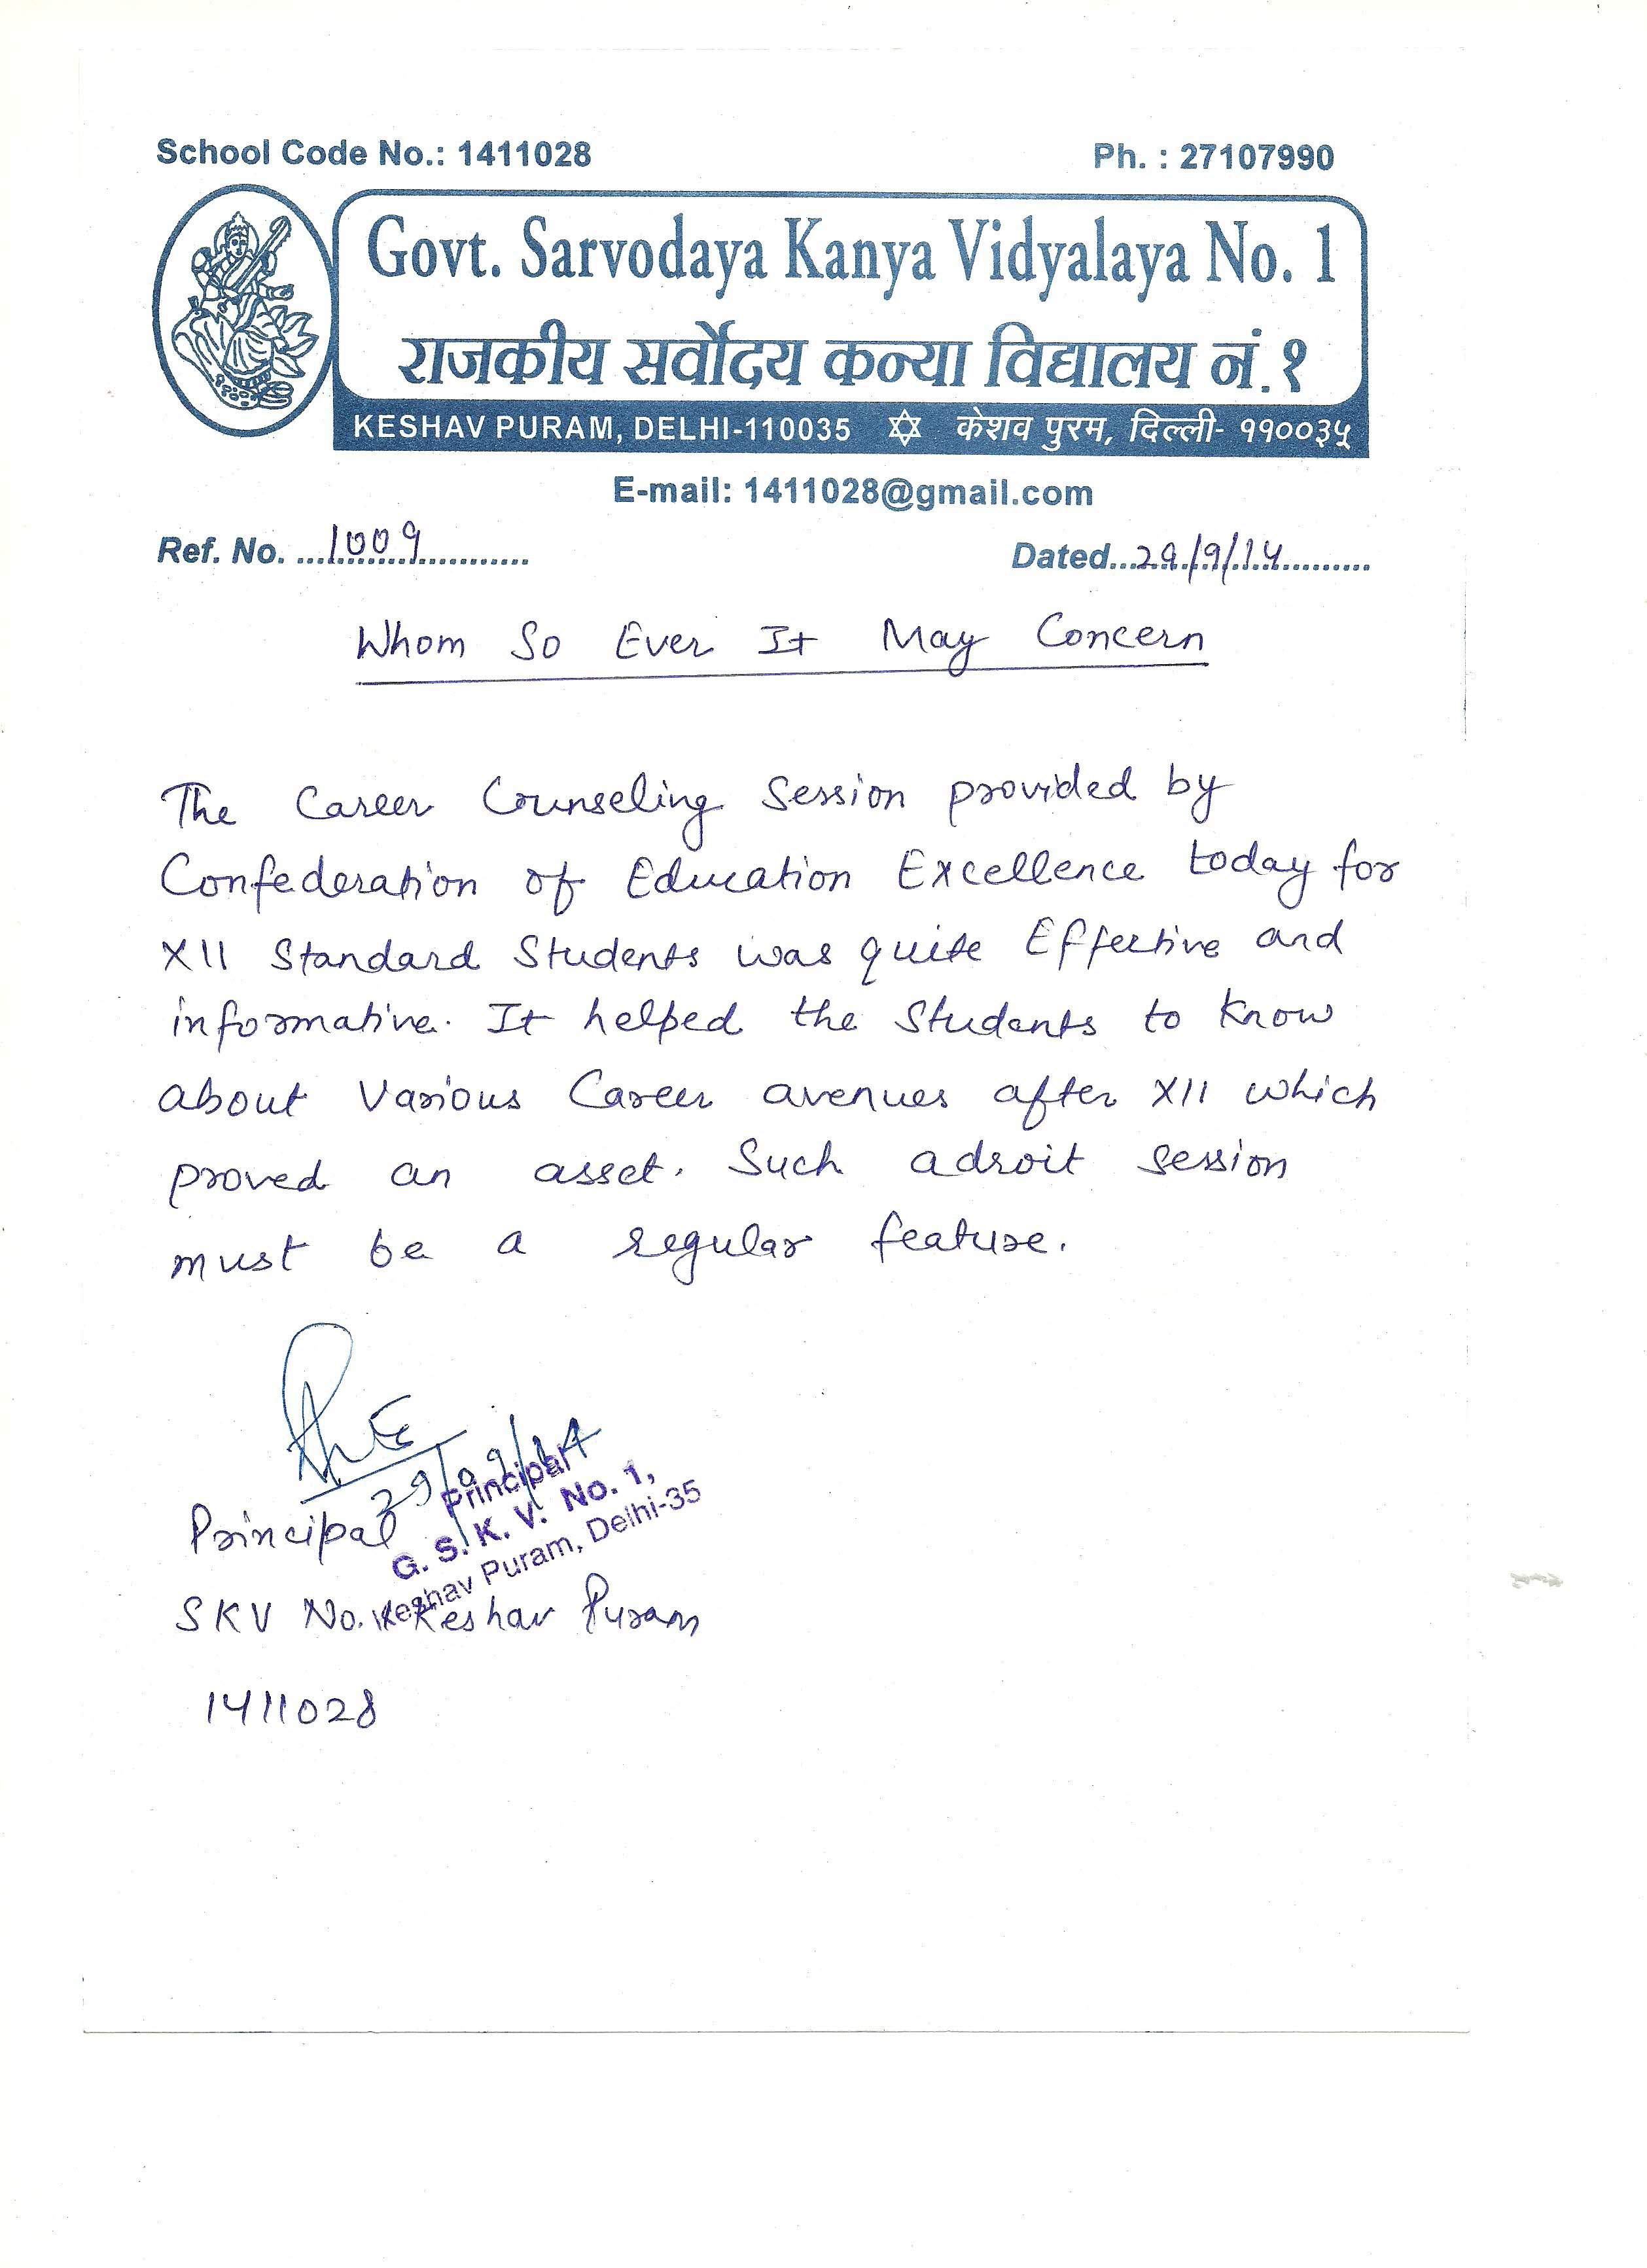 School Code No.: 1411028
Ph. : 27107990
Govt. Sarvodaya Kanya Vidyalaya No. 1
राजकीय सर्वोदय कन्या विद्यालय नं.१
KESHAV PURAM, DELHI-110035 ✡ केशव पुरम, दिल्ली- ११००३५
E-mail: 1411028@gmail.com
Ref. No. ....1009....................
Dated...29/9/14.........
Whom So Ever It May Concern
The Career Counseling Session provided by
Confederation of Education Excellence today for
XII Standard Students was quite Effective and
informative. It helped the Students to Know
about Various Career avenues after XII which
proved an asset. Such adroit session
must be a regular feature.
29/09/14
Principal
Principal
G. S. K. V. No. 1,
Keshav Puram, Delhi-35
SKV No. 1 Keshav Puram
1411028